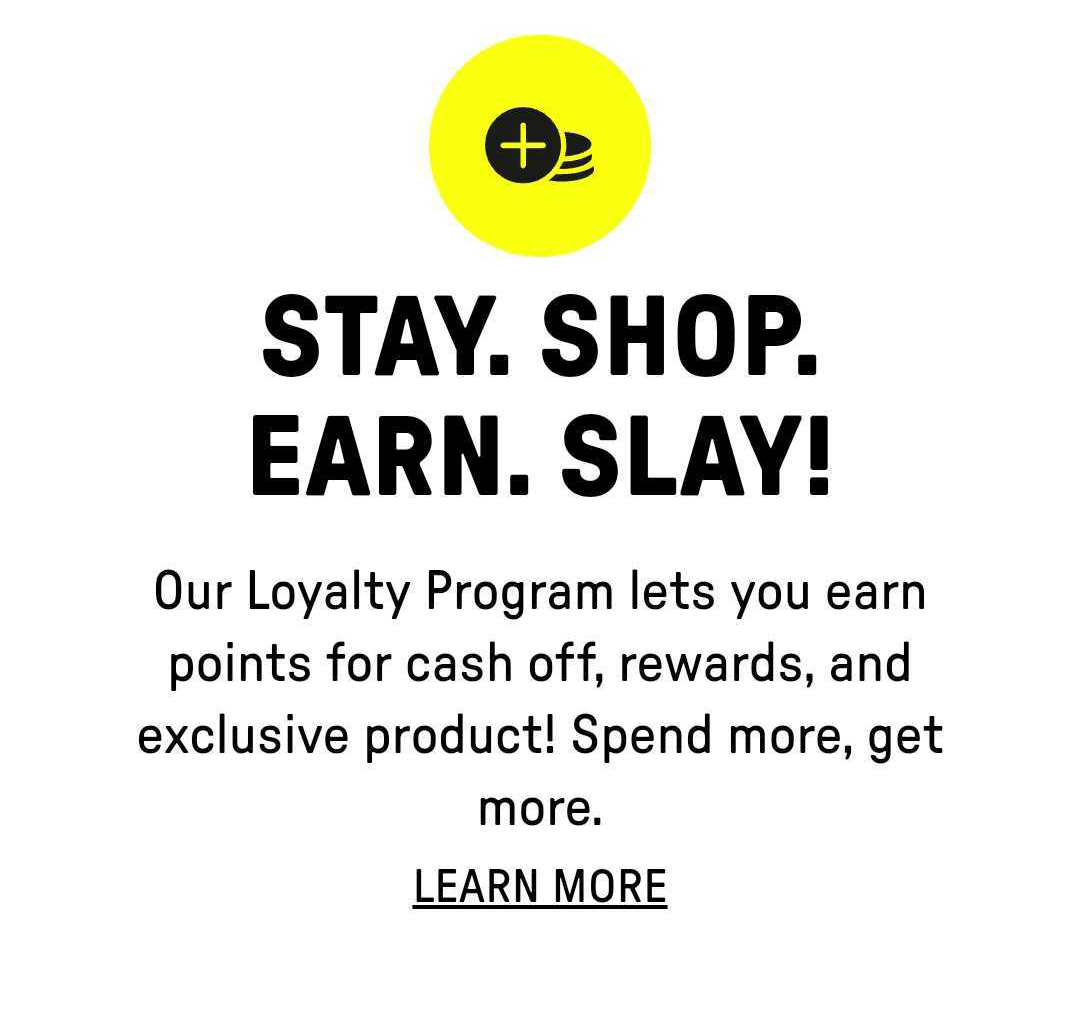 STAY. SHOP.
EARN. SLAY!
Our Loyalty Program lets you earn
points for cash off, rewards, and
exclusive product! Spend more, get
more.
LEARN MORE